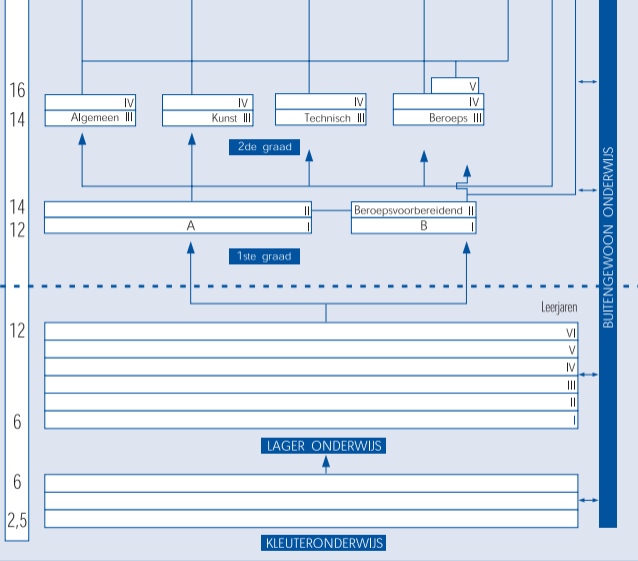 16
V
IV
IV
IV
IV
14
Algemeen III
Kunst III
Technisch III
Beroeps III
2de graad
14
II
Beroepsvoorbereidend II
12
A
I
B
I
1ste graad
BUITENGEWOON ONDERWIJS
Leerjaren
12
VI
V
IV
III
II
6
I
LAGER ONDERWIJS
6
2,5
KLEUTERONDERWIJS